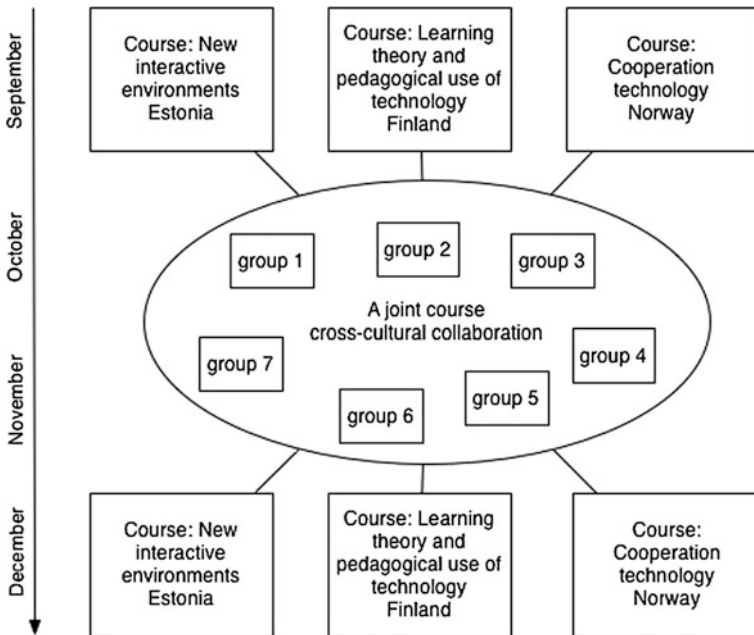 September
October
November
December
Course: New
interactive
environments
Estonia
Course: Learning
theory and
pedagogical use of
technology
Finland
Course:
Cooperation
technology
Norway
group 1
group 2
group 3
A joint course
cross-cultural collaboration
group 4
group 7
group 5
group 6
Course: New
interactive
environments
Estonia
Course: Learning
theory and
pedagogical use of
technology
Finland
Course:
Cooperation
technology
Norway